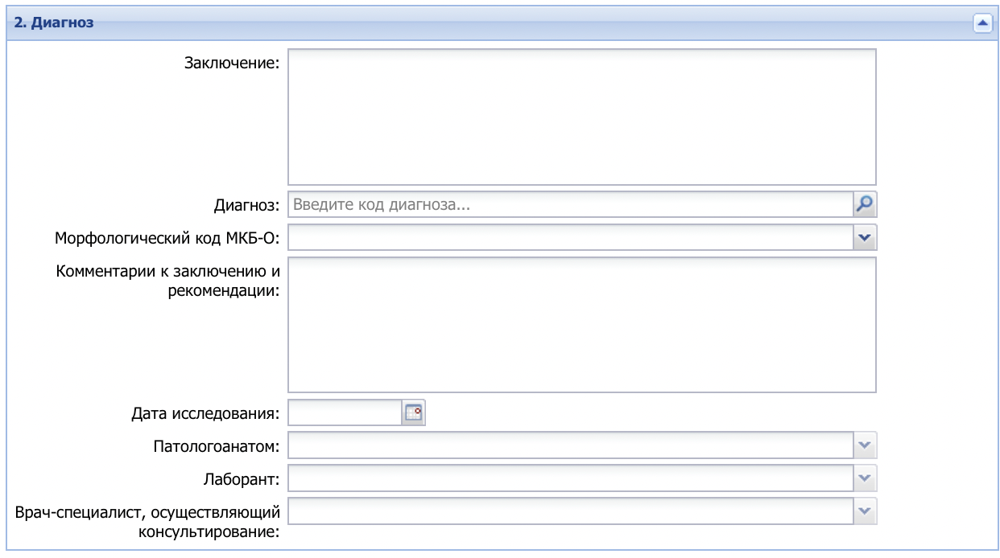 2. Диагноз
Заключение:
Диагноз: Введите код диагноза...
Морфологический код МКБ-О:
Комментарии к заключению и
рекомендации:
Дата исследования:
Патологоанатом:
Лаборант:
Врач-специалист, осуществляющий
консультирование: